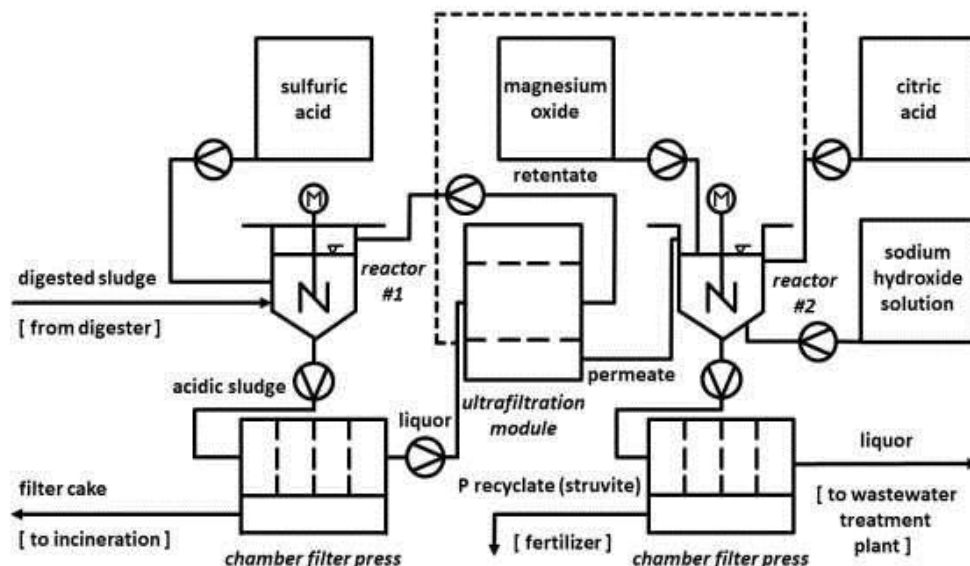 sulfuric
acid
magnesium
oxide
citric
acid
retentate
M
M
digested sludge
[ from digester ]
reactor
#1
reactor
#2
sodium
hydroxide
solution
acidic sludge
liquor
permeate
ultrafiltration
module
liquor
filter cake
[ to incineration ]
P recyclate (struvite)
[ fertilizer ]
[ to wastewater
treatment
plant ]
chamber filter press
chamber filter press